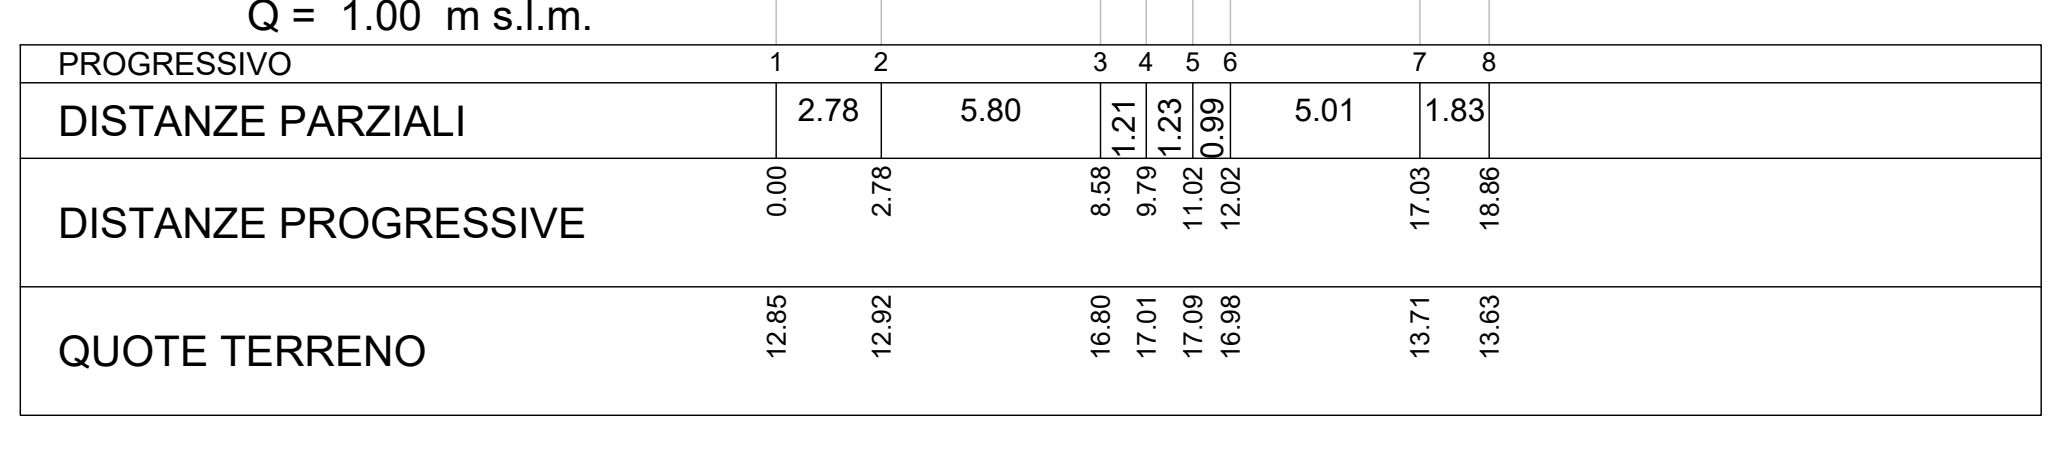 Q = 1.00 m s.l.m.
PROGRESSIVO 1 2 3 4 5 6 7 8
DISTANZE PARZIALI 2.78 5.80 1.21 1.23 0.99 5.01 1.83
DISTANZE PROGRESSIVE 0.00 2.78 8.58 9.79 11.02 12.02 17.03 18.86
QUOTE TERRENO 12.85 12.92 16.80 17.01 17.09 16.98 13.71 13.63